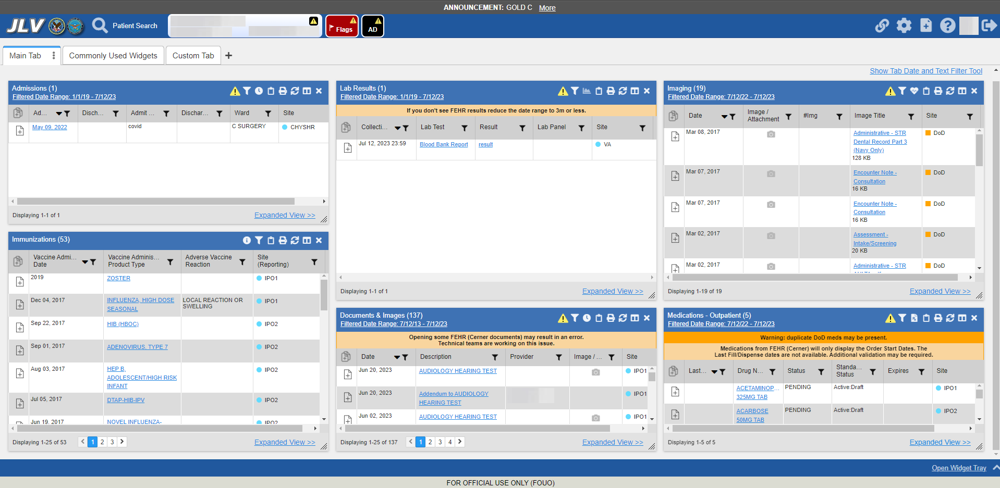 ANNOUNCEMENT: GOLD C More
JLV Patient Search Flags AD
Main Tab Commonly Used Widgets Custom Tab +
Show Tab Date and Text Filter Tool
Admissions (1)
Filtered Date Range: 1/1/19 - 7/12/23
Ad... Disch... Admit ... Dischar... Ward Site
May 09, 2022 covid C SURGERY CHYSHR
Displaying 1-1 of 1 Expanded View >>
Immunizations (53)
Vaccine Admi... Vaccine Adminis... Adverse Vaccine Site
Date Product Type Reaction (Reporting)
2019 ZOSTER IPO1
Dec 04, 2017 INFLUENZA, HIGH DOSE LOCAL REACTION OR IPO1
SEASONAL SWELLING
Sep 22, 2017 HIB (HBOC) IPO2
Sep 01, 2017 ADENOVIRUS, TYPE 7 IPO2
Aug 03, 2017 HEP B, IPO2
ADOLESCENT/HIGH RISK
INFANT
Jul 05, 2017 DTAP-HIB-IPV IPO2
Jun 19, 2017 NOVEL INFLUENZA- IPO2
Displaying 1-25 of 53 < 1 2 3 > Expanded View >>
Lab Results (1)
Filtered Date Range: 1/1/19 - 7/12/23
If you don't see FEHR results reduce the date range to 3m or less.
Collecti... Lab Test Result Lab Panel Site
Jul 12, 2023 23:59 Blood Bank Report result VA
Displaying 1-1 of 1 Expanded View >>
Documents & Images (137)
Filtered Date Range: 7/12/13 - 7/12/23
Opening some FEHR (Cerner documents) may result in an error.
Technical teams are working on this issue.
Date Description Provider Image / ... Site
Jun 20, 2023 AUDIOLOGY HEARING TEST IPO1
Jun 20, 2023 Addendum to AUDIOLOGY IPO1
HEARING TEST
Jun 02, 2023 AUDIOLOGY HEARING TEST IPO1
Displaying 1-25 of 137 < 1 2 3 4 > Expanded View >>
Imaging (19)
Filtered Date Range: 7/12/22 - 7/12/23
Date Image / #Img Image Title Site
Attachment
Mar 08, 2017 Administrative - STR DoD
Dental Record Part 3
(Navy Only)
128 KB
Mar 07, 2017 Encounter Note - DoD
Consultation
16 KB
Mar 07, 2017 Encounter Note - DoD
Consultation
16 KB
Mar 02, 2017 Assessment - DoD
Intake/Screening
20 KB
Mar 02, 2017 Administrative - STR DoD
Displaying 1-19 of 19 Expanded View >>
Medications - Outpatient (5)
Filtered Date Range: 7/12/22 - 7/12/23
Warning: duplicate DoD meds may be present.
Medications from FEHR (Cerner) will only display the Order Start Dates. The
Last Fill/Dispense dates are not available. Additional validation may be required.
Last... Drug N... Status Standa... Expires Site
Status
ACETAMINOP... PENDING Active:Draft IPO1
325MG TAB
ACARBOSE PENDING Active:Draft IPO2
50MG TAB
Displaying 1-5 of 5 Expanded View >>
Open Widget Tray
FOR OFFICIAL USE ONLY (FOUO)